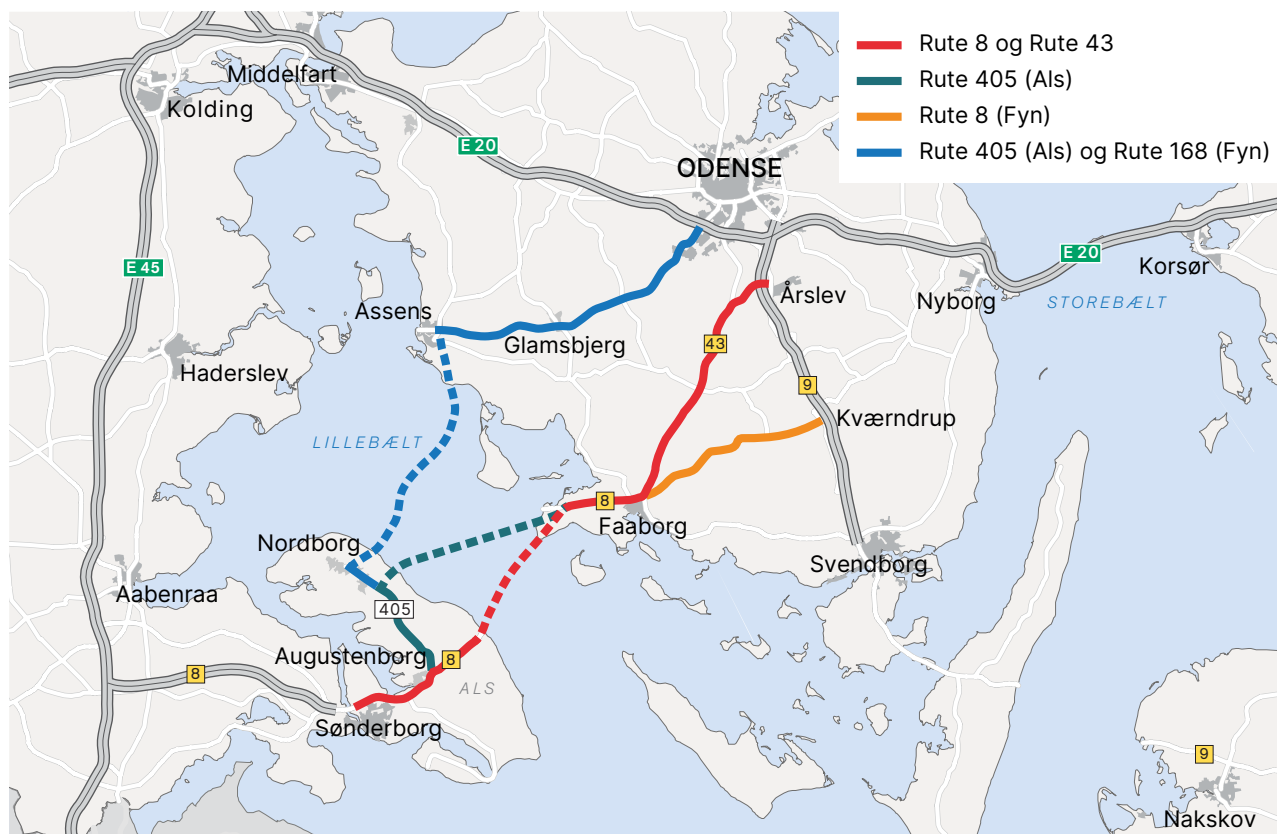 Rute 8 og Rute 43
Rute 405 (Als)
Rute 8 (Fyn)
Rute 405 (Als) og Rute 168 (Fyn)
Middelfart
Kolding
E 20
ODENSE
E 45
E 20
Korsør
Årslev
Nyborg
STOREBÆLT
Assens
Glamsbjerg
43
Haderslev
9
Kværndrup
LILLEBÆLT
8
Faaborg
Nordborg
Svendborg
Aabenraa
405
Augustenborg
8
8
ALS
Sønderborg
9
Nakskov